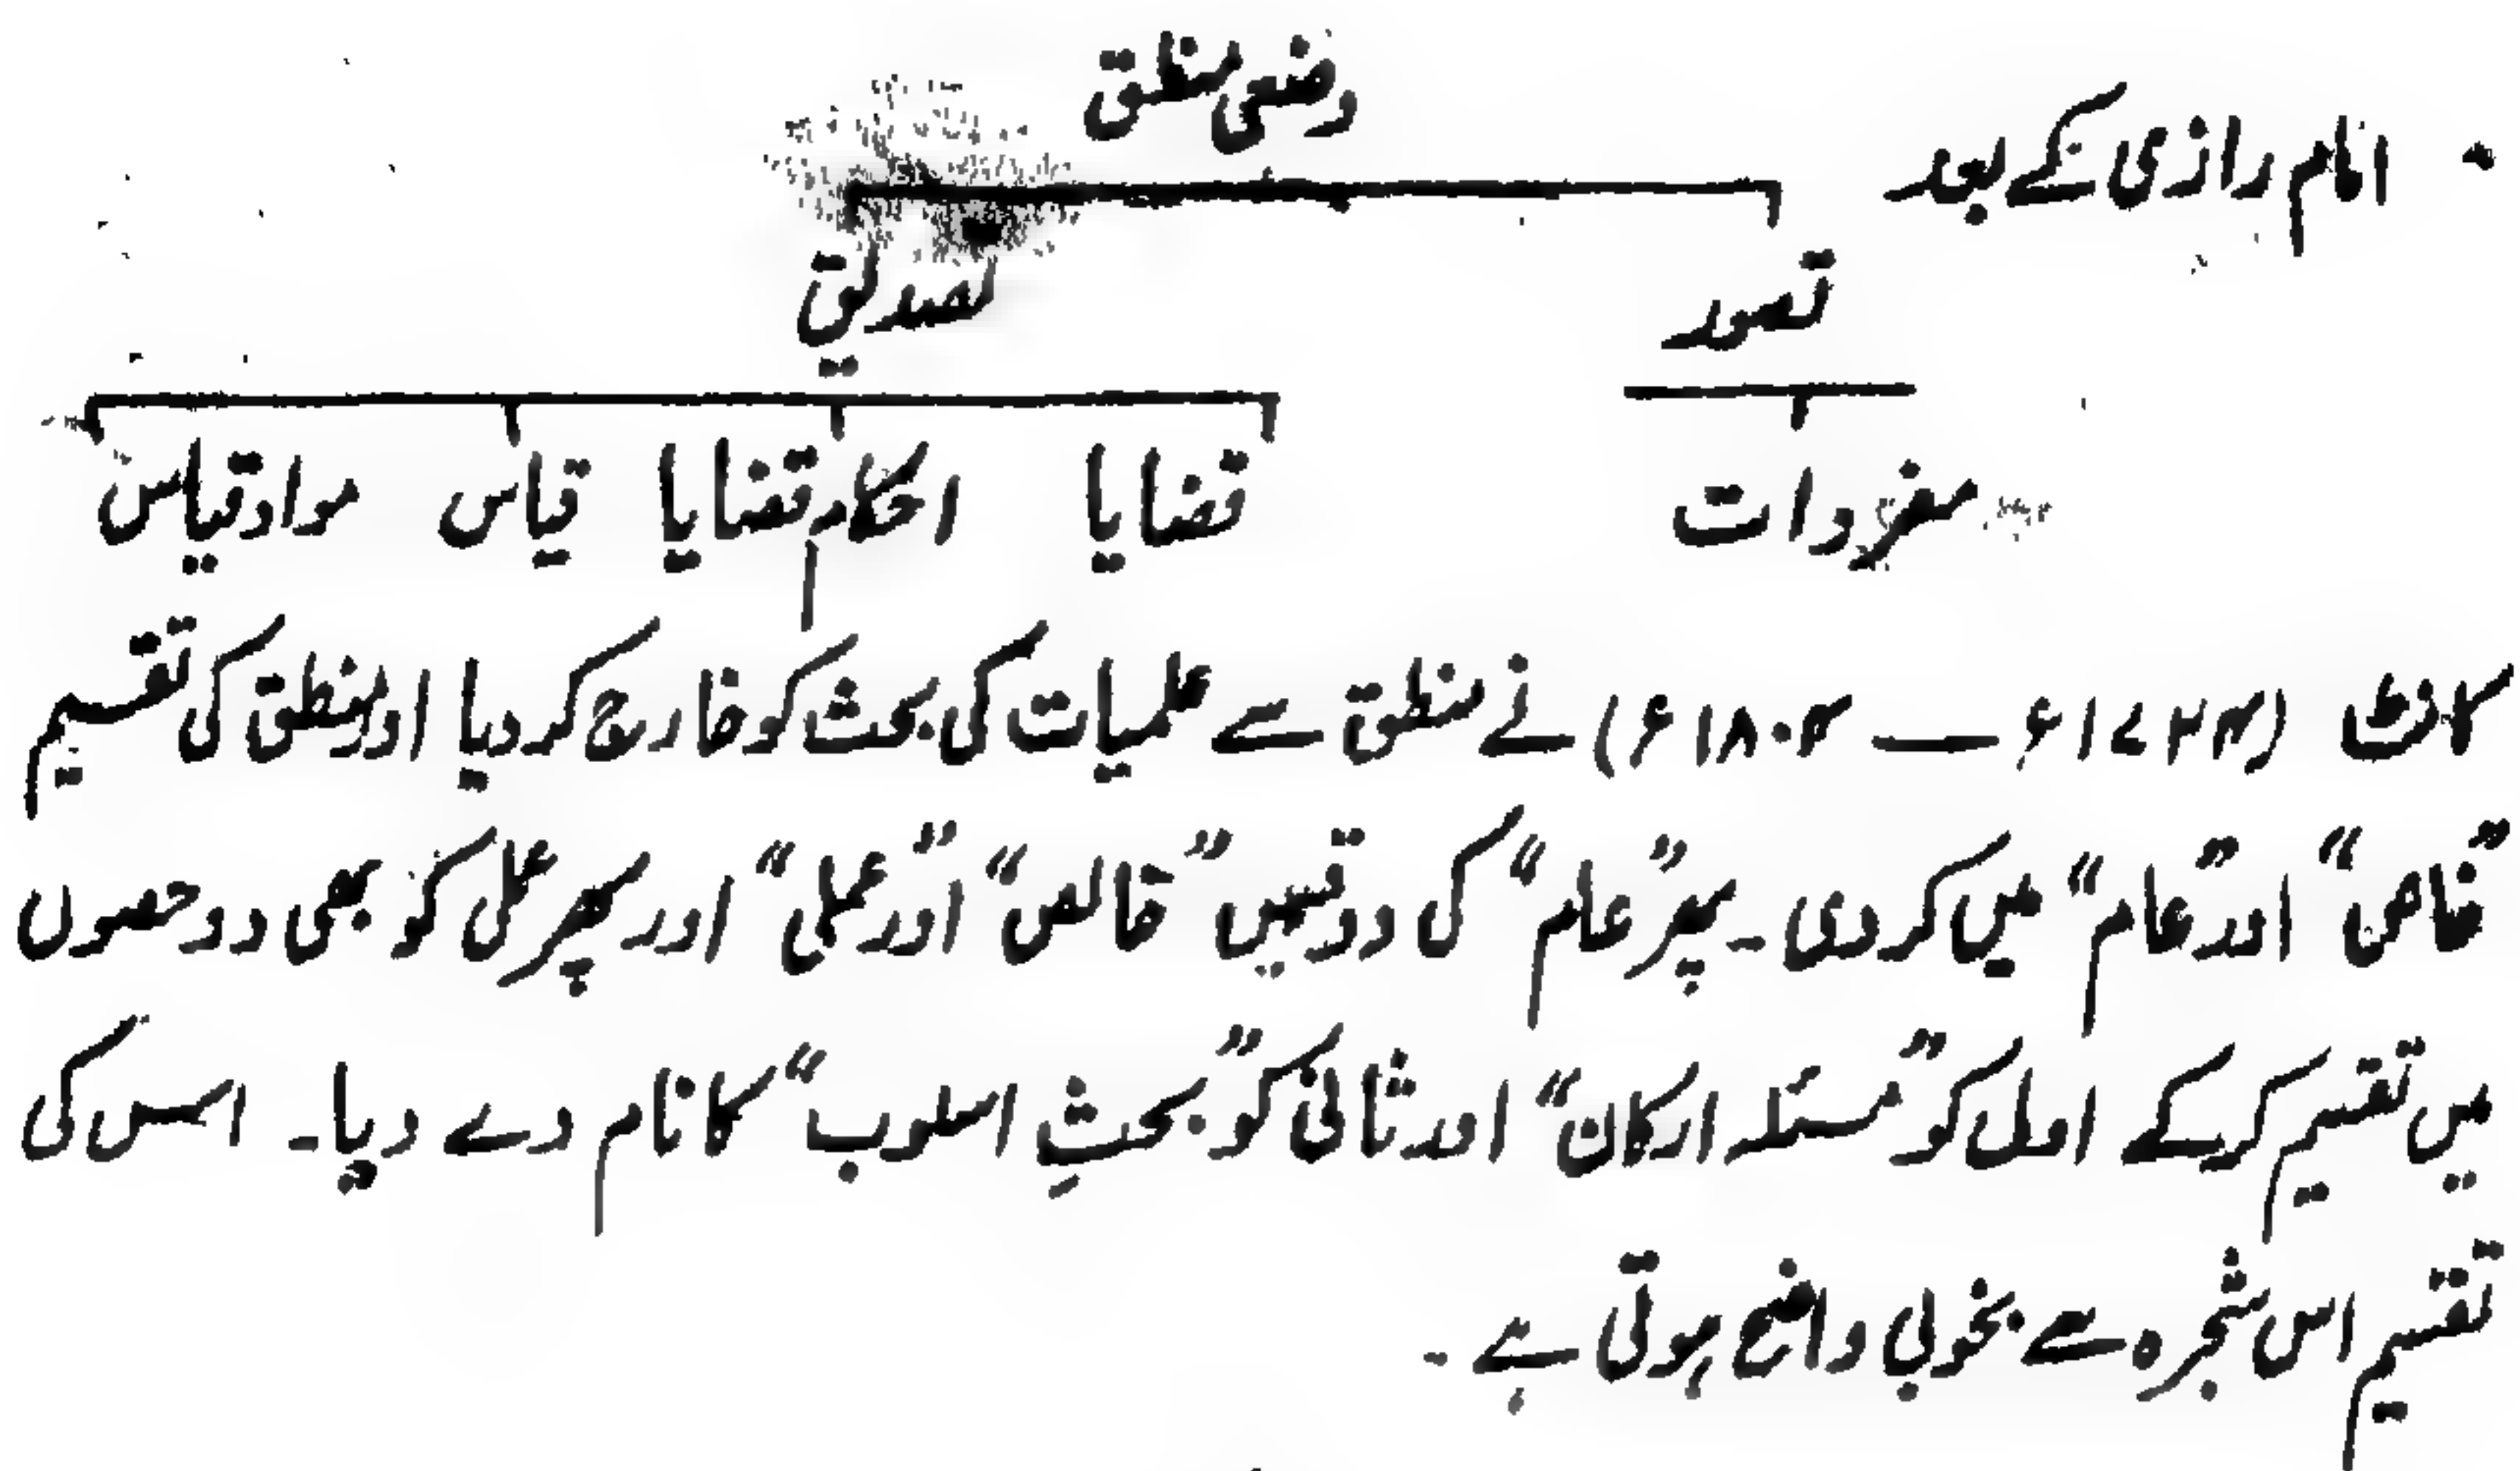 وضعی منطق
امام رازی کے بعد
تصور تصدیق
مفردات قضایا احکام قضایا قیاس مواد قیاس
کانٹ (۱۷۲۴ء — ۱۸۰۴ء) نے منطق سے علمیات کی بحث کو خارج کر دیا اور منطق کی تقسیم
”خاص“ اور ”عام“ میں کر دی۔ پھر ”عام“ کی دو قسمیں ”خالص“ اور ”عملی“ اور پھر عملی کو بھی دو حصوں
میں تقسیم کرکے اول کو ”مسئلہ ارکان“ اور ثانی کو ”بحثِ اسلوب“ کا نام دے دیا۔ اس کی
تقسیم اس شجرہ سے بخوبی واضح ہوتی ہے۔